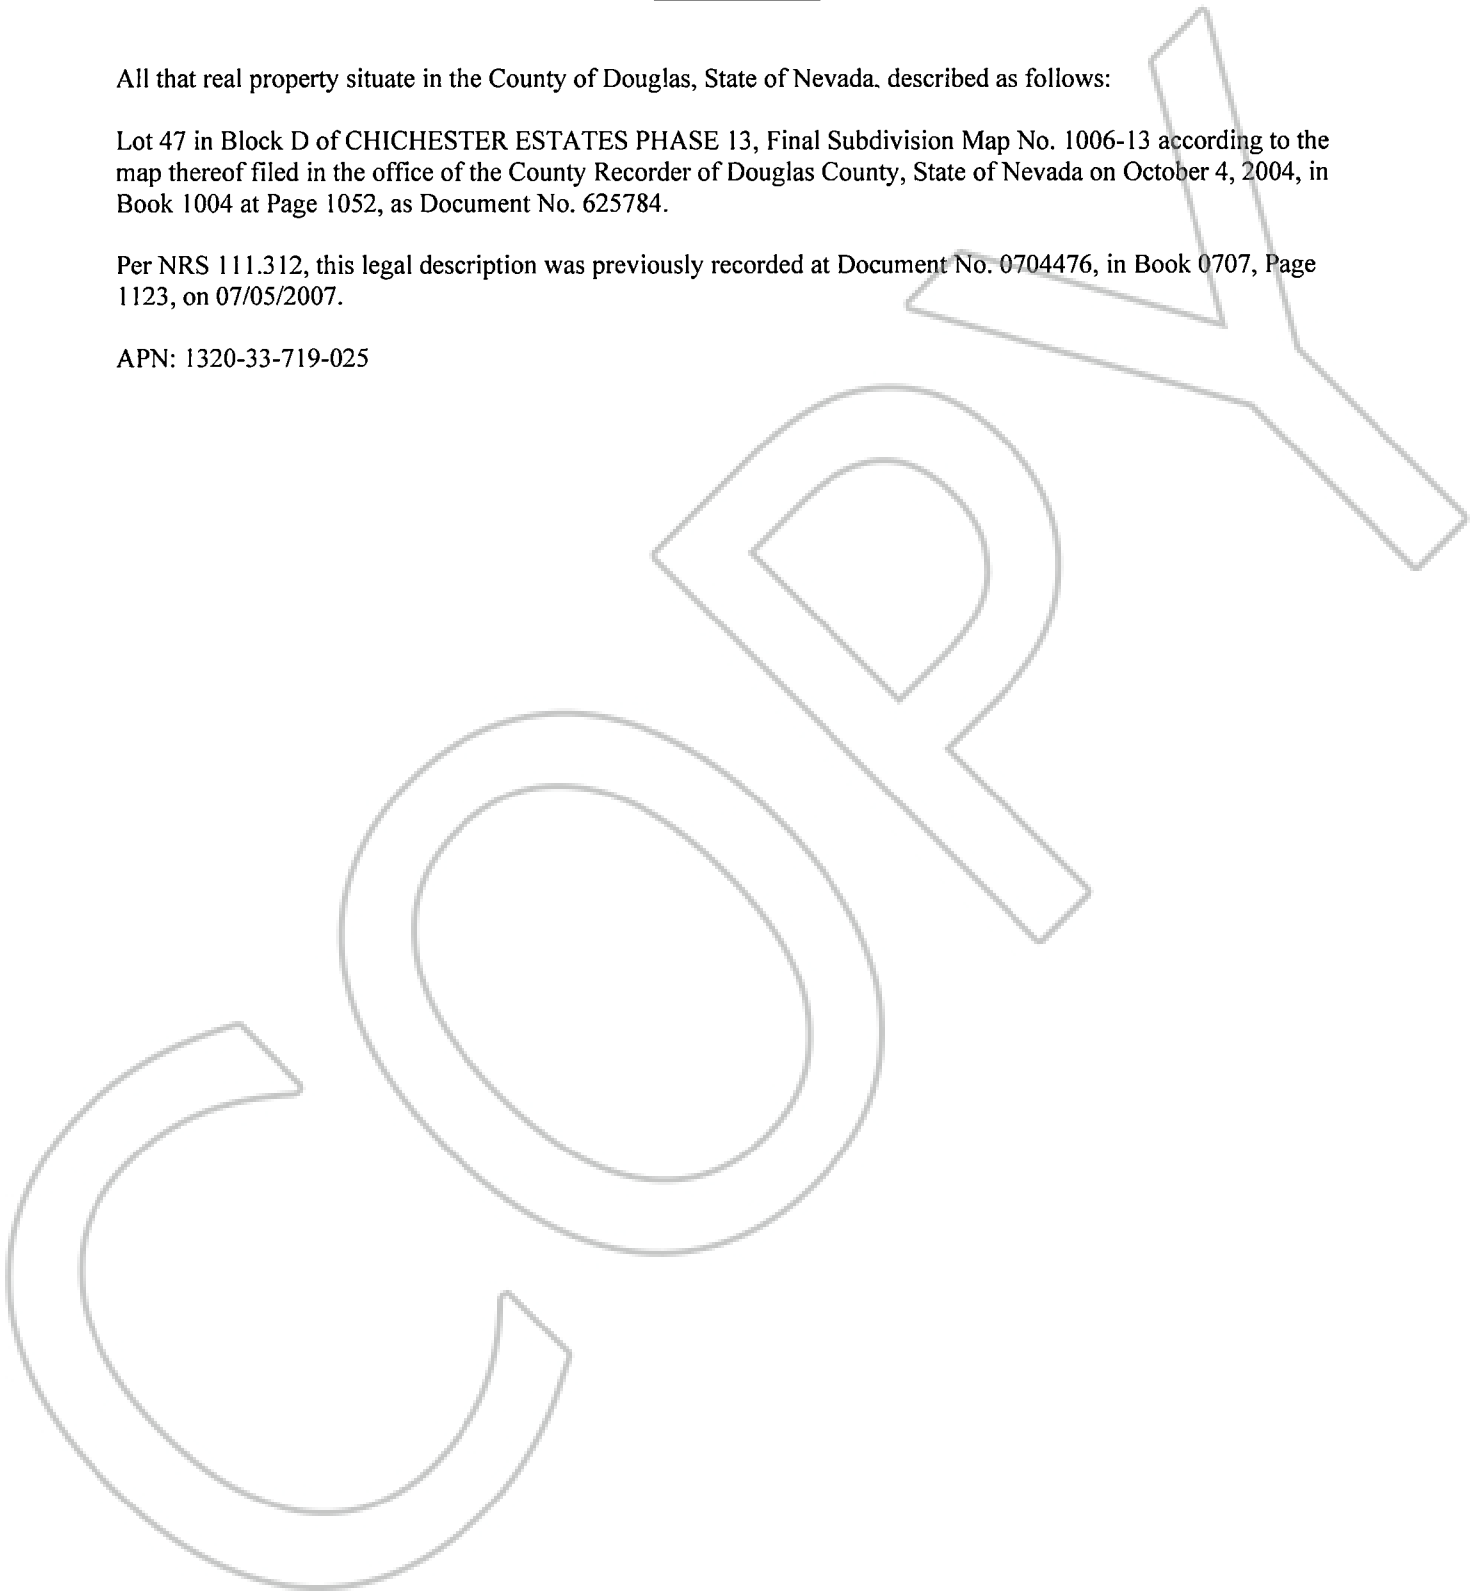 All that real property situate in the County of Douglas, State of Nevada. described as follows:
Lot 47 in Block D of CHICHESTER ESTATES PHASE 13, Final Subdivision Map No. 1006-13 according to the
map thereof filed in the office of the County Recorder of Douglas County, State of Nevada on October 4, 2004, in
Book 1004 at Page 1052, as Document No. 625784.
Per NRS 111.312, this legal description was previously recorded at Document No. 0704476, in Book 0707, Page
1123, on 07/05/2007.
APN: 1320-33-719-025
COPY